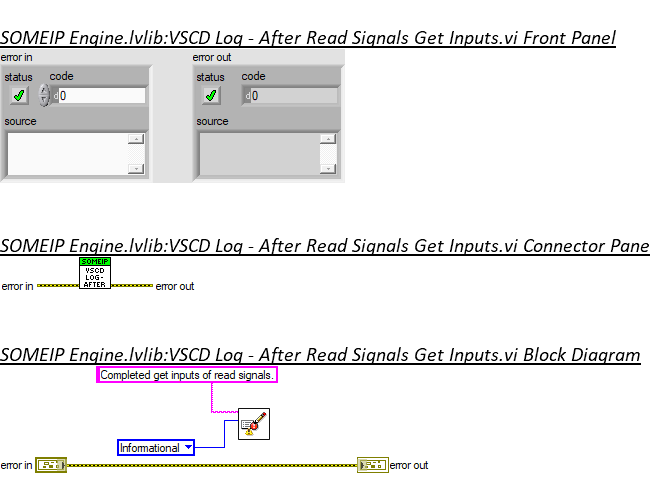 SOMEIP Engine.lvlib:VSCD Log - After Read Signals Get Inputs.vi Front Panel
error in error out
status code status code
d 0 d 0
source source
SOMEIP Engine.lvlib:VSCD Log - After Read Signals Get Inputs.vi Connector Pane
SOMEIP
VSCD
LOG-
AFTER
error in error out
SOMEIP Engine.lvlib:VSCD Log - After Read Signals Get Inputs.vi Block Diagram
Completed get inputs of read signals.
Informational
error in error out